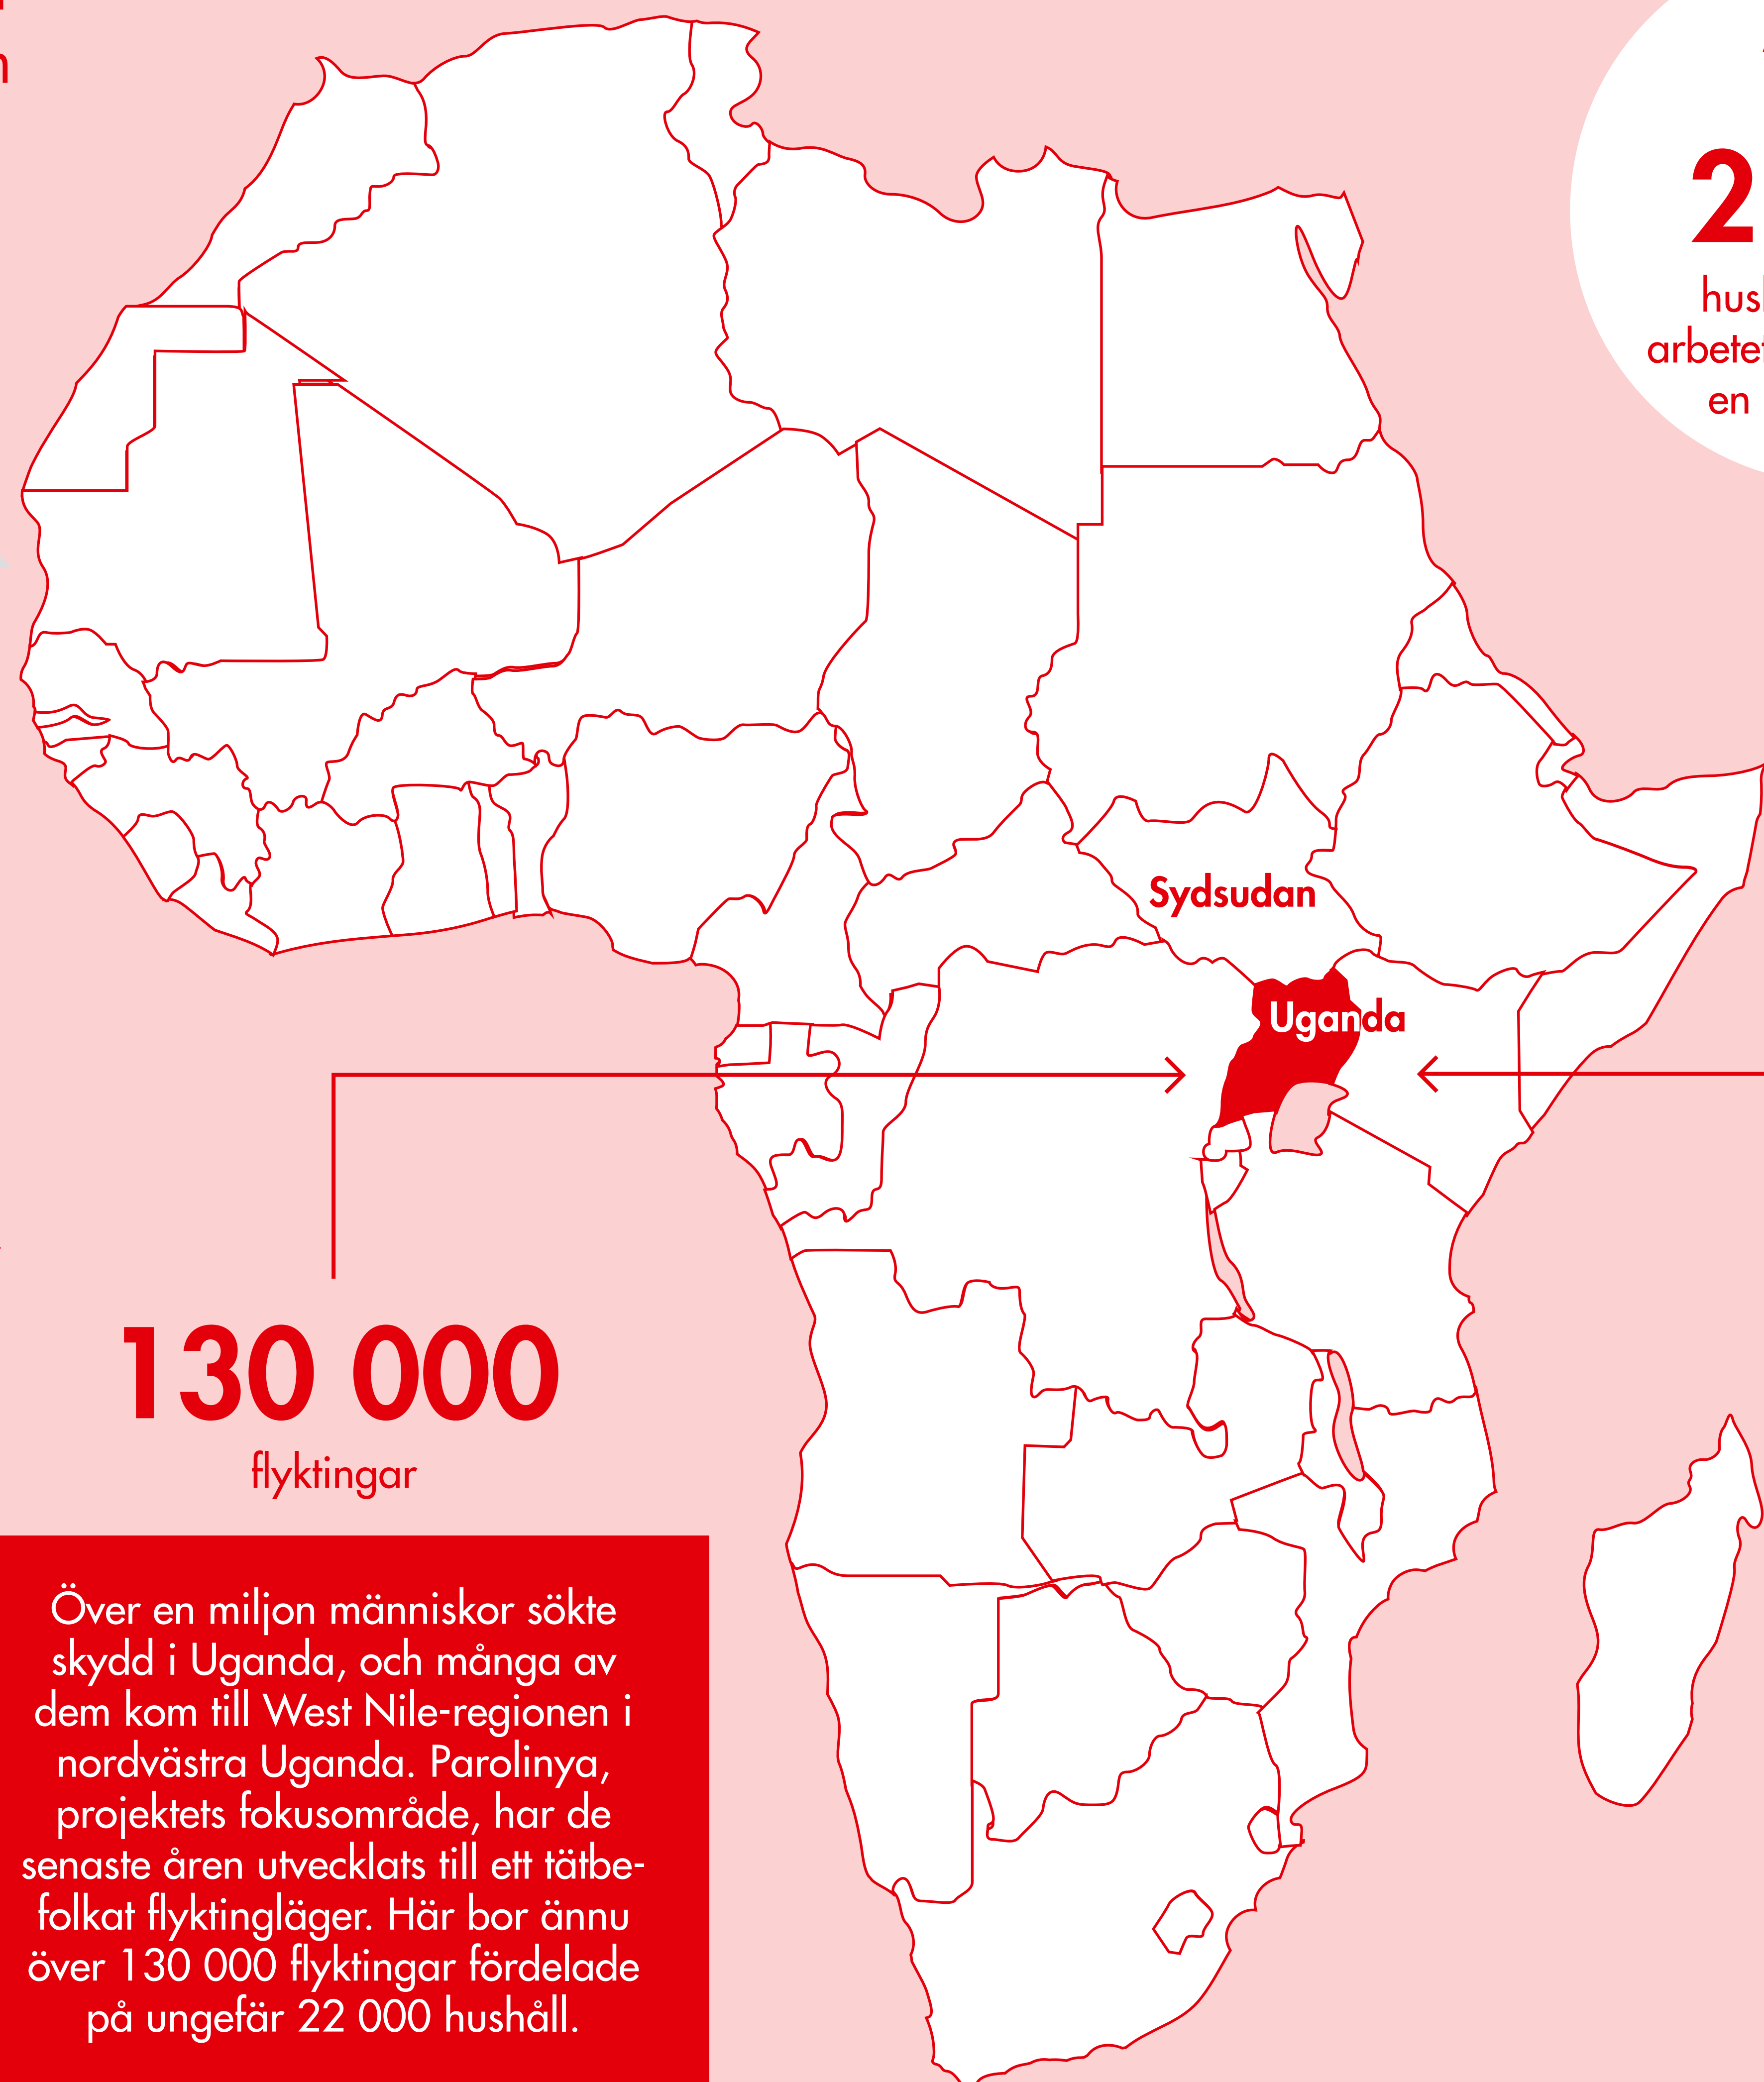 2
en
Sydsudan
Uganda
130 000
flyktingar
Över en miljon människor sökte
skydd i Uganda, och många av
dem kom till West Nile-regionen i
nordvästra Uganda. Parolinya,
projektets fokusområde, har de
senaste åren utvecklats till ett tätbe-
folkat flyktingläger. Här bor ännu
över 130 000 flyktingar fördelade
på ungefär 22 000 hushåll.